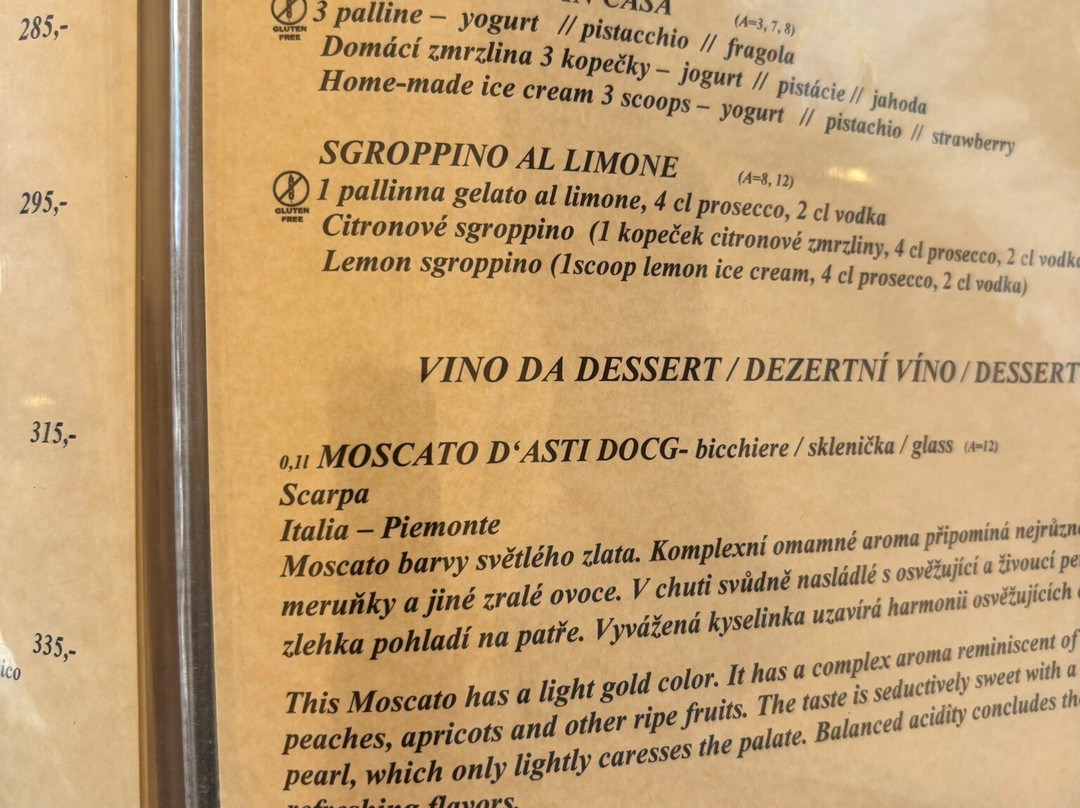 285,-
295,-
315,-
335,-
ico
CASA (A=3, 7, 8)
GLUTEN FREE
3 palline – yogurt // pistacchio // fragola
Domácí zmrzlina 3 kopečky – jogurt // pistácie // jahoda
Home-made ice cream 3 scoops – yogurt // pistachio // strawberry
SGROPPINO AL LIMONE (A=8, 12)
GLUTEN FREE
1 pallinna gelato al limone, 4 cl prosecco, 2 cl vodka
Citronové sgroppino (1 kopeček citronové zmrzliny, 4 cl prosecco, 2 cl vodka
Lemon sgroppino (1scoop lemon ice cream, 4 cl prosecco, 2 cl vodka)
VINO DA DESSERT / DEZERTNÍ VÍNO / DESSERT
0,1l MOSCATO D‘ASTI DOCG- bicchiere / sklenička / glass (A=12)
Scarpa
Italia – Piemonte
Moscato barvy světlého zlata. Komplexní omamné aroma připomíná nejrůzně
meruňky a jiné zralé ovoce. V chuti svůdně nasládlé s osvěžující a živoucí pe
zlehka pohladí na patře. Vyvážená kyselinka uzavírá harmonii osvěžujících
This Moscato has a light gold color. It has a complex aroma reminiscent of
peaches, apricots and other ripe fruits. The taste is seductively sweet with a
pearl, which only lightly caresses the palate. Balanced acidity concludes the
refreshing flavors.